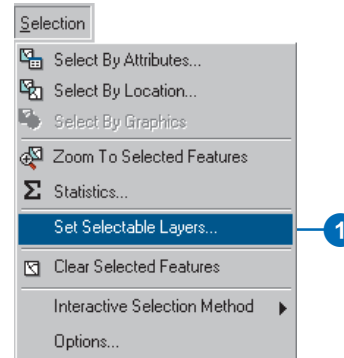 Selection
Select By Attributes...
Select By Location...
Select By Graphics
Zoom To Selected Features
Σ Statistics...
Set Selectable Layers...
1
Clear Selected Features
Interactive Selection Method
Options...